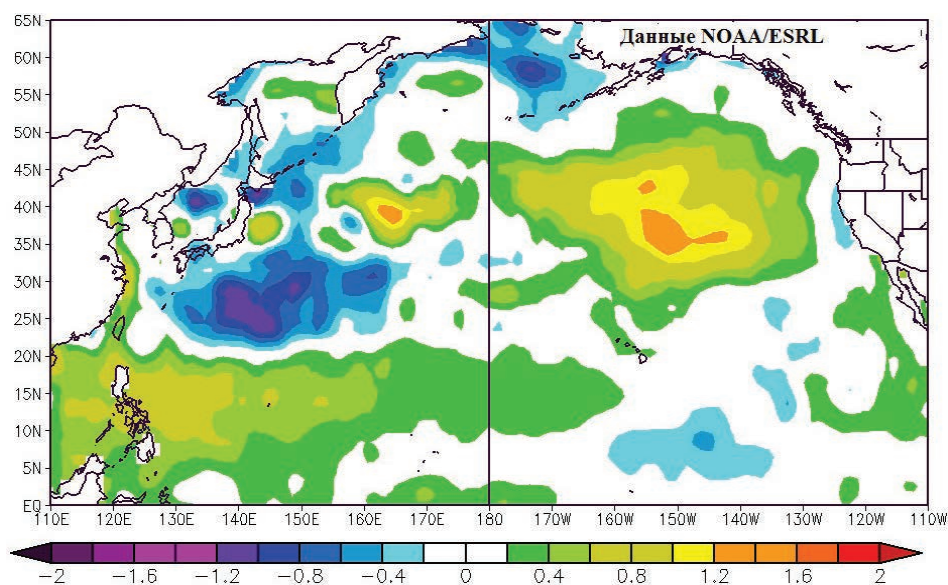 Данные NOAA/ESRL
65N
60N
55N
50N
45N
40N
35N
30N
25N
20N
15N
10N
5N
EQ
110E 120E 130E 140E 150E 160E 170E 180 170W 160W 150W 140W 130W 120W 110W
−2 −1.6 −1.2 −0.8 −0.4 0 0.4 0.8 1.2 1.6 2